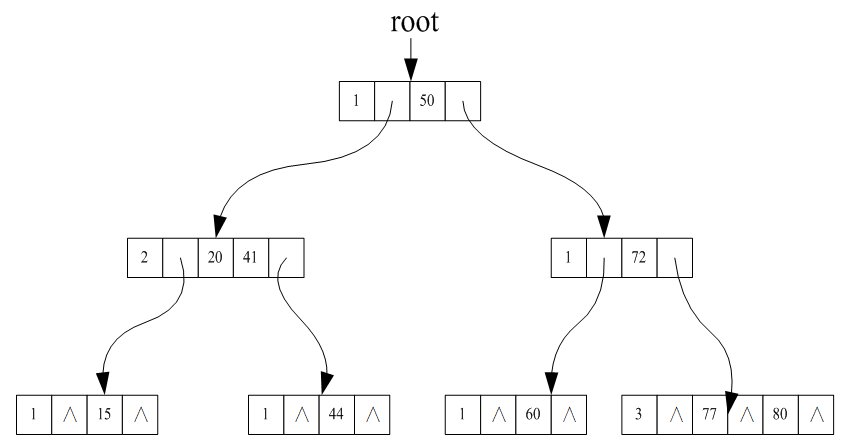 root
1 50
2 20 41
1 72
1 ∧ 15 ∧
1 ∧ 44 ∧
1 ∧ 60 ∧
3 ∧ 77 ∧ 80 ∧